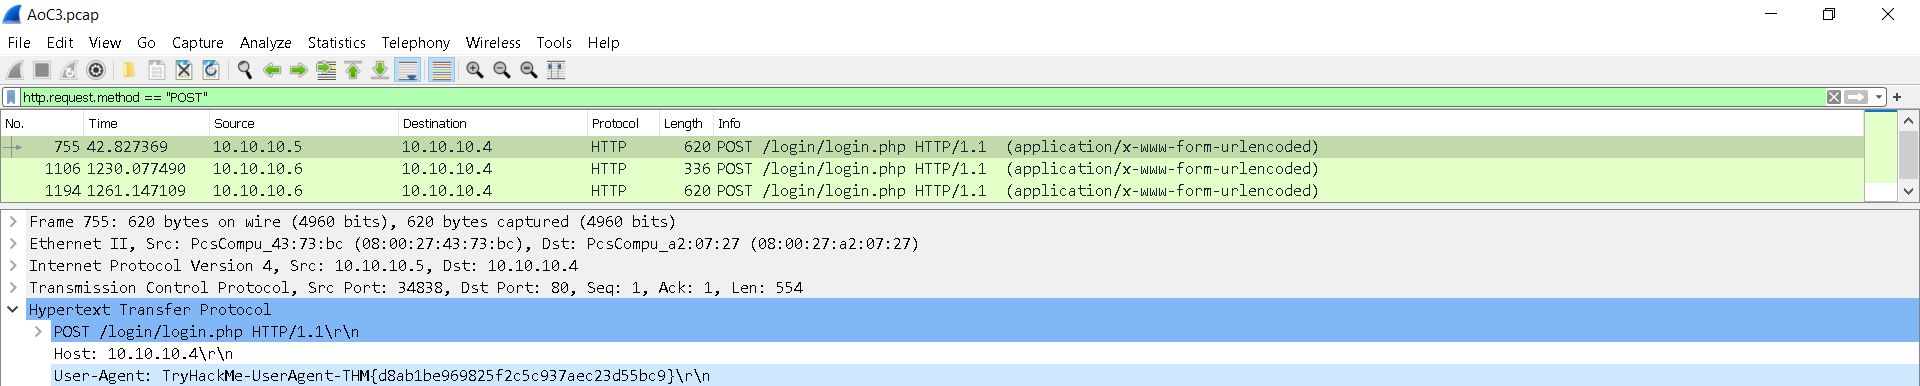 AoC3.pcap
File Edit View Go Capture Analyze Statistics Telephony Wireless Tools Help
http.request.method == "POST"
No. Time Source Destination Protocol Length Info
755 42.827369 10.10.10.5 10.10.10.4 HTTP 620 POST /login/login.php HTTP/1.1 (application/x-www-form-urlencoded)
1106 1230.077490 10.10.10.6 10.10.10.4 HTTP 336 POST /login/login.php HTTP/1.1 (application/x-www-form-urlencoded)
1194 1261.147109 10.10.10.6 10.10.10.4 HTTP 620 POST /login/login.php HTTP/1.1 (application/x-www-form-urlencoded)
Frame 755: 620 bytes on wire (4960 bits), 620 bytes captured (4960 bits)
Ethernet II, Src: PcsCompu_43:73:bc (08:00:27:43:73:bc), Dst: PcsCompu_a2:07:27 (08:00:27:a2:07:27)
Internet Protocol Version 4, Src: 10.10.10.5, Dst: 10.10.10.4
Transmission Control Protocol, Src Port: 34838, Dst Port: 80, Seq: 1, Ack: 1, Len: 554
Hypertext Transfer Protocol
POST /login/login.php HTTP/1.1\r\n
Host: 10.10.10.4\r\n
User-Agent: TryHackMe-UserAgent-THM{d8ab1be969825f2c5c937aec23d55bc9}\r\n